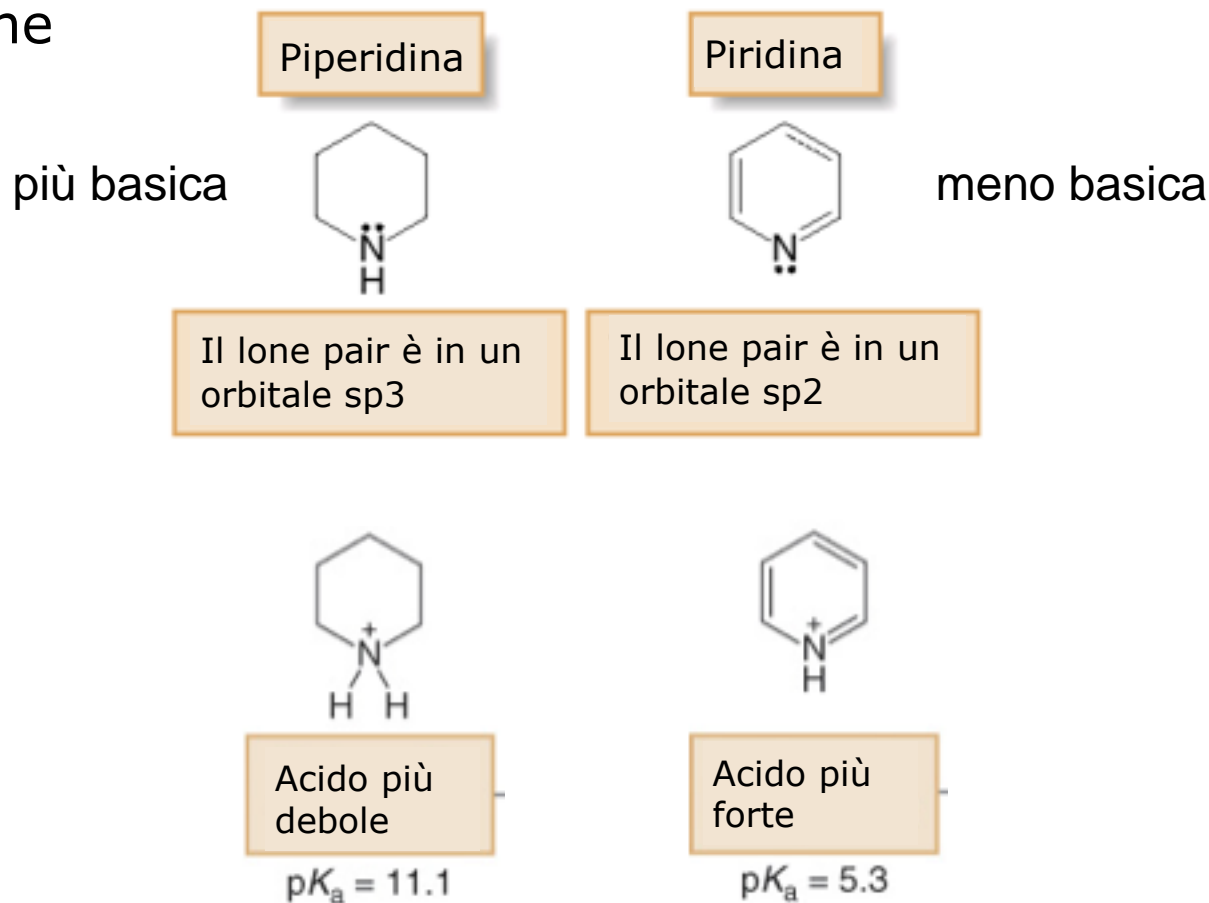 ne
Piperidina
Piridina
più basica
meno basica
N
H
N
Il lone pair è in un
orbitale sp3
Il lone pair è in un
orbitale sp2
+
N
H H
+
N
H
Acido più
debole
Acido più
forte
pKa = 11.1
pKa = 5.3